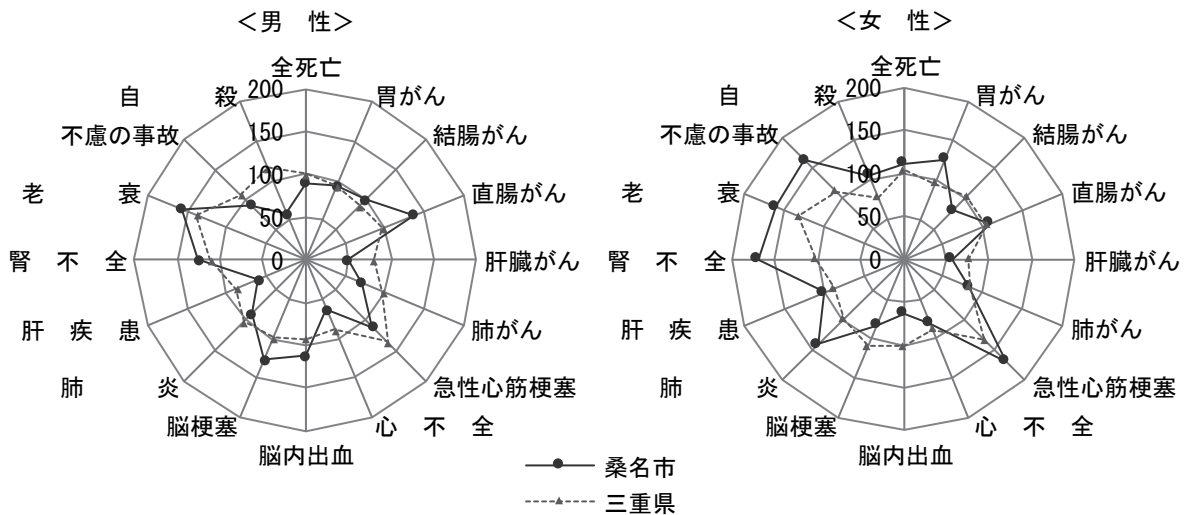 ＜男　性＞
全死亡
胃がん
結腸がん
直腸がん
肝臓がん
肺がん
急性心筋梗塞
心　不　全
脳内出血
脳梗塞
肺　　　炎
肝　疾　患
腎　不　全
老　　　衰
不慮の事故
自　　　殺
200
150
100
50
0
＜女　性＞
全死亡
胃がん
結腸がん
直腸がん
肝臓がん
肺がん
急性心筋梗塞
心　不　全
脳内出血
脳梗塞
肺　　　炎
肝　疾　患
腎　不　全
老　　　衰
不慮の事故
自　　　殺
200
150
100
50
0
桑名市
三重県